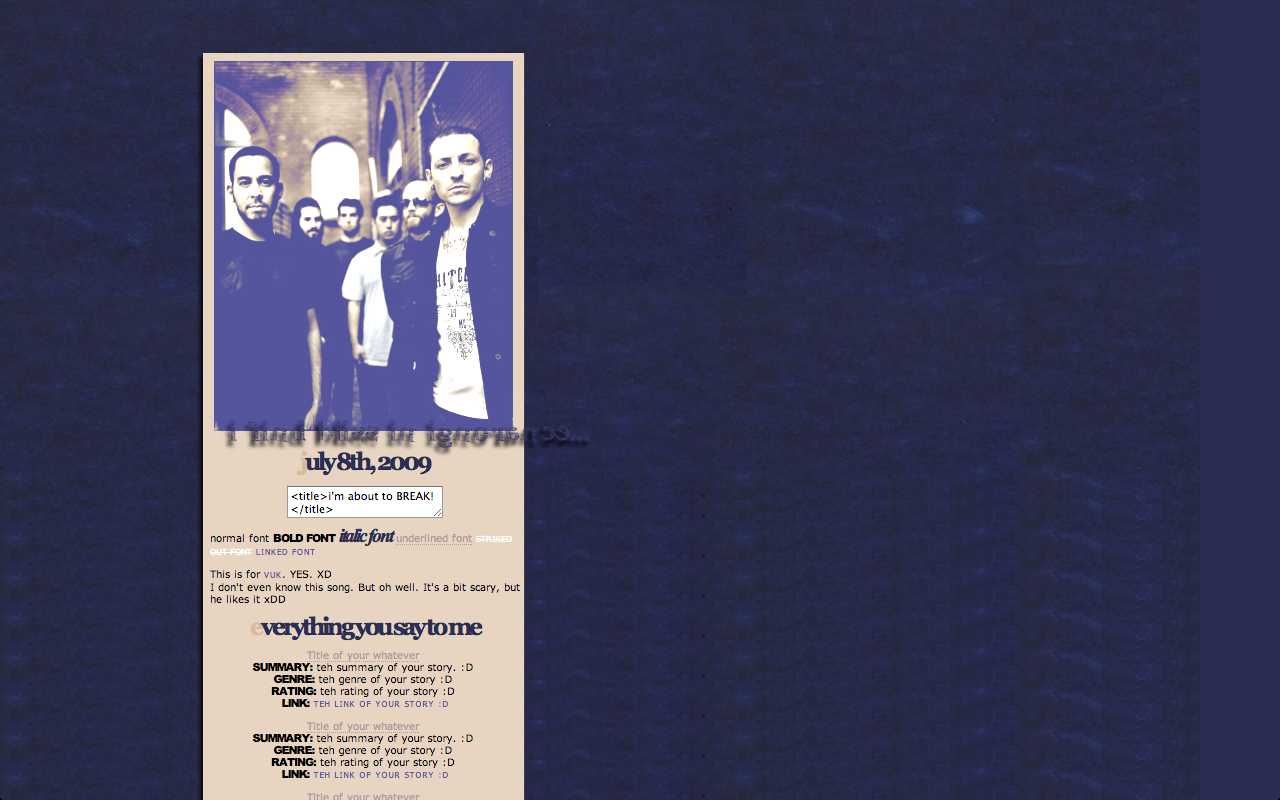 i find bliss in ignorance...
july 8th, 2009
<title>i'm about to BREAK!
</title>
normal font BOLD FONT italic font underlined font STRIKED
OUT FONT LINKED FONT
This is for VUK. YES. XD
I don't even know this song. But oh well. It's a bit scary, but
he likes it xDD
everything you say to me
Title of your whatever
SUMMARY: teh summary of your story. :D
GENRE: teh genre of your story :D
RATING: teh rating of your story :D
LINK: TEH LINK OF YOUR STORY :D
Title of your whatever
SUMMARY: teh summary of your story. :D
GENRE: teh genre of your story :D
RATING: teh rating of your story :D
LINK: TEH LINK OF YOUR STORY :D
Title of your whatever